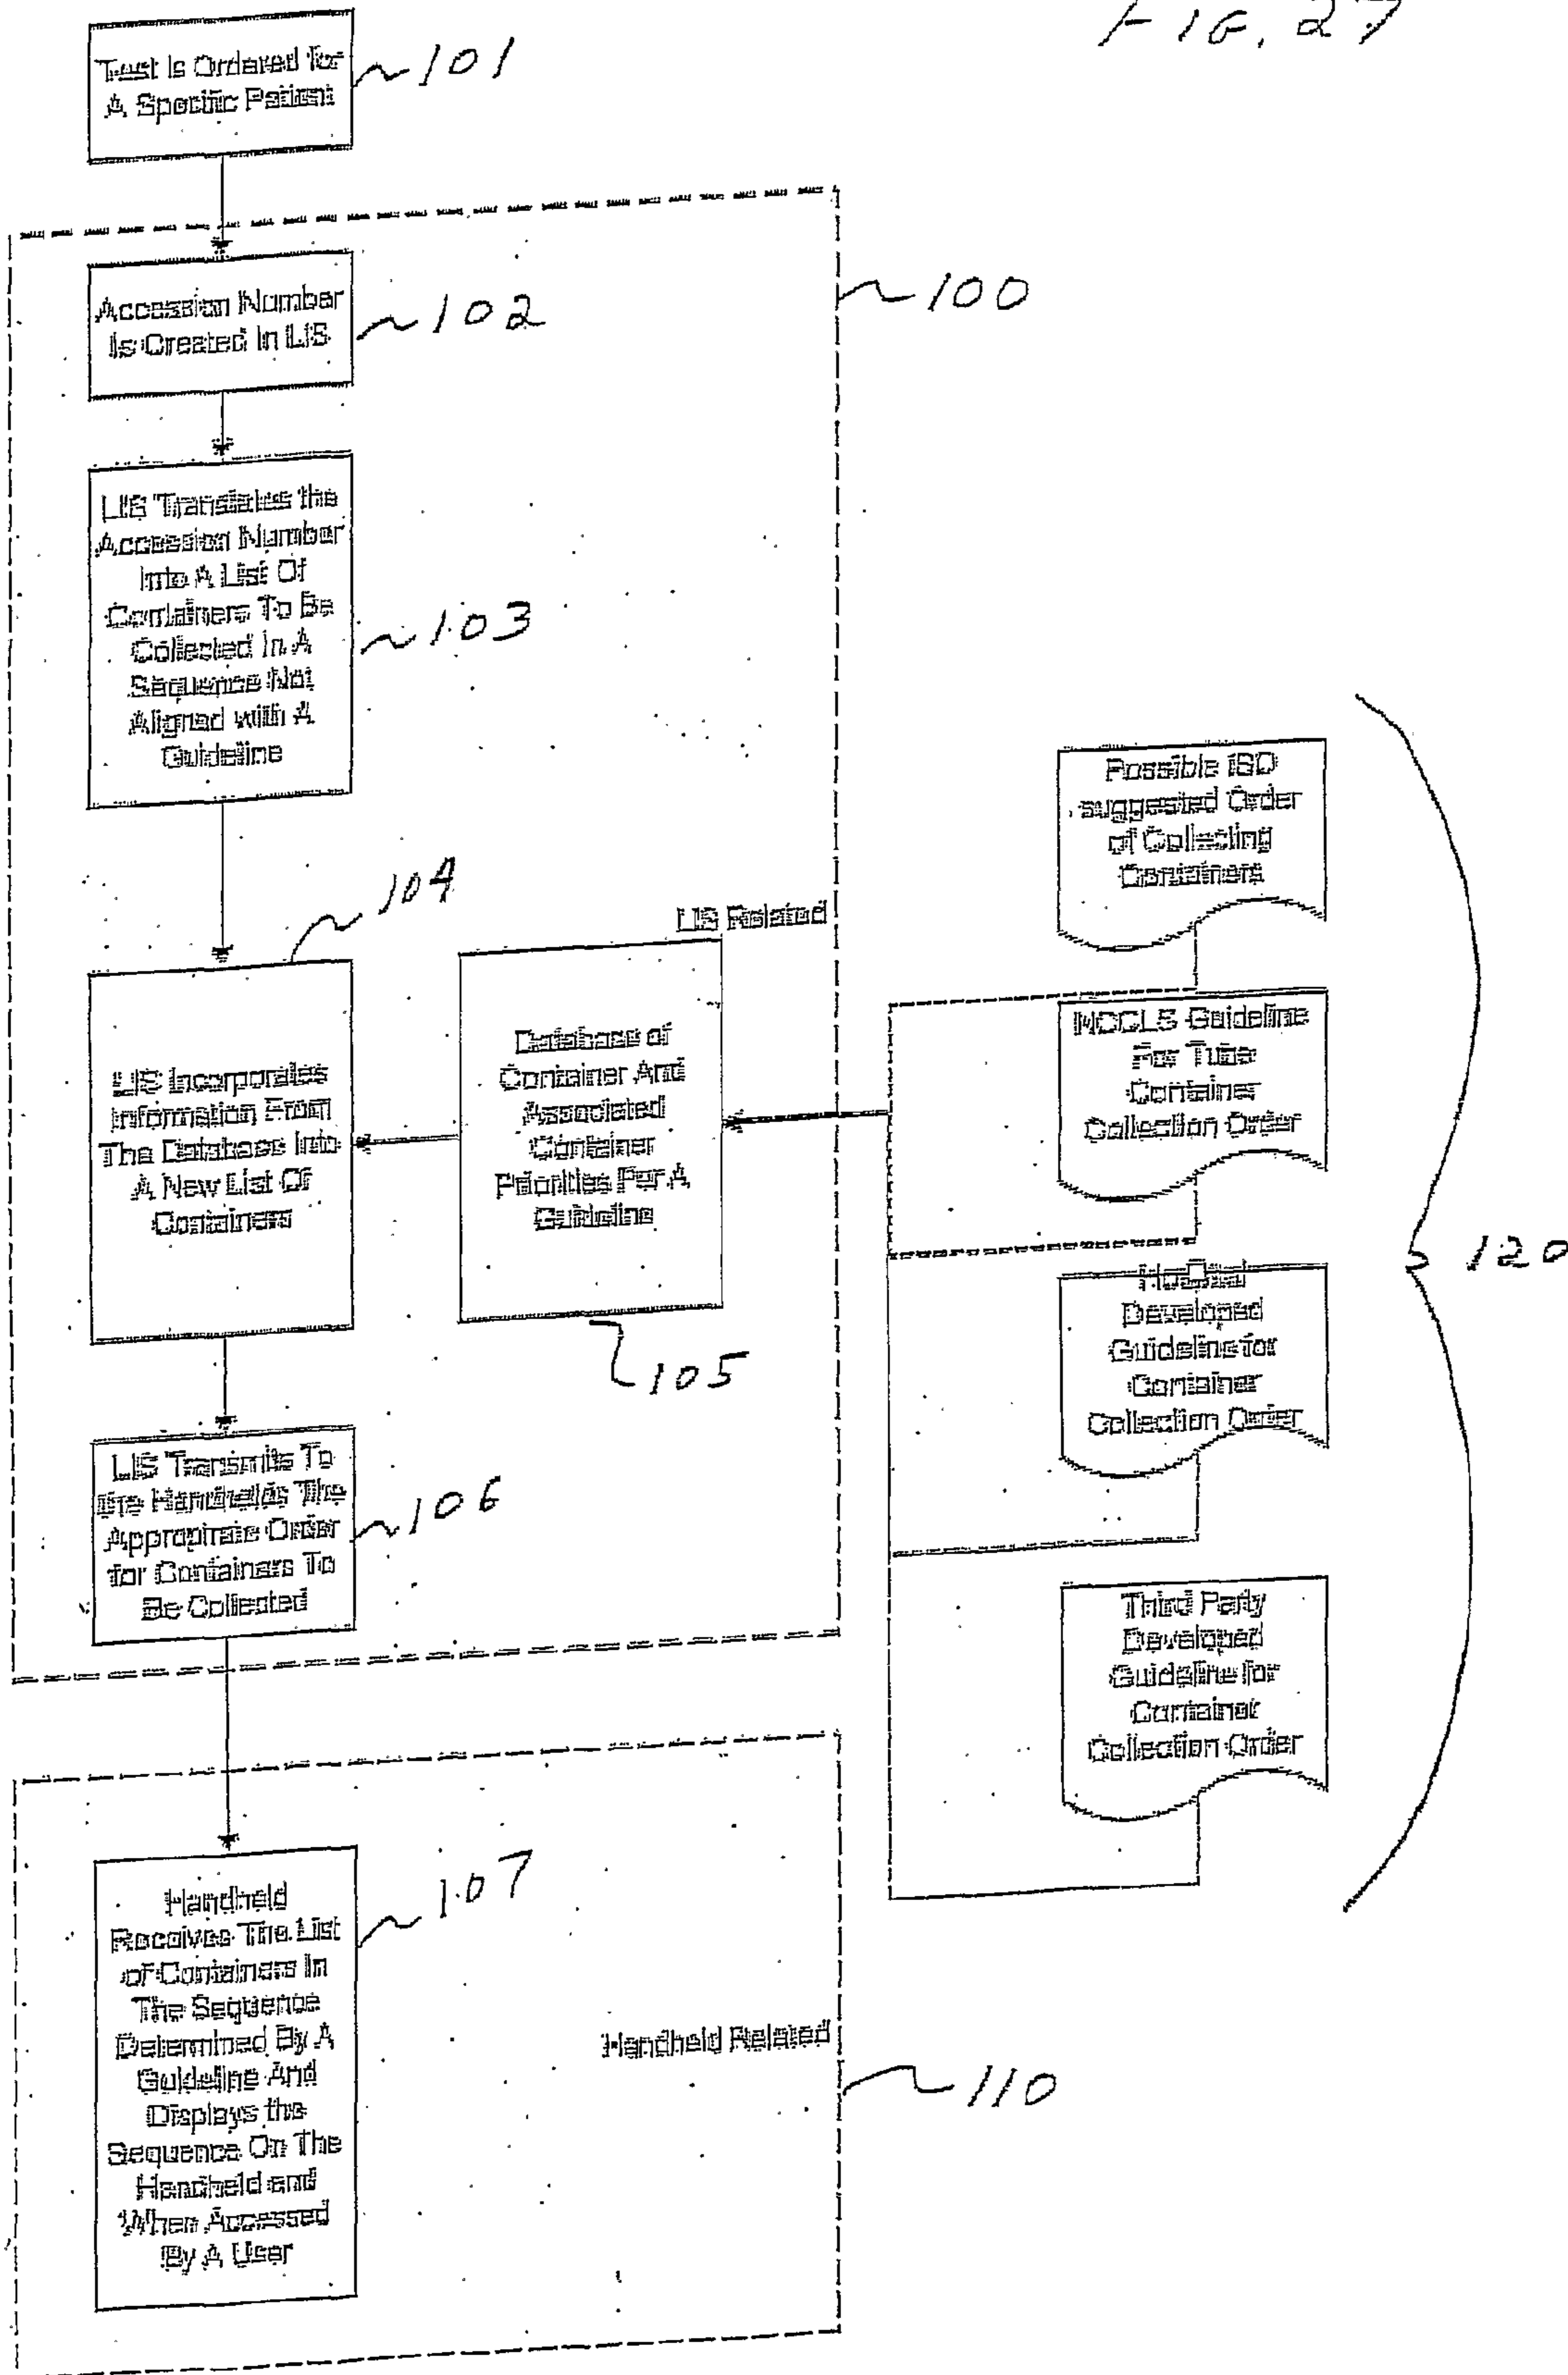 FIG. 27
Test Is Ordered for
A Specific Patient
101
100
Accession Number
Is Created In LIS
102
LIS Translates the
Accession Number
Into A List Of
Containers To Be
Collected In A
Sequence Not
Aligned with A
Guideline
103
104
LIS Related
LIS Incorporates
Information From
The Database Into
A New List Of
Containers
Database of
Container And
Associated
Container
Priorities Per A
Guideline
105
LIS Transmits To
the Handhelds The
Appropriate Order
for Containers To
Be Collected
106
Possible ISO
suggested Order
of Collecting
Containers
NCCLS Guideline
For Tube
Container
Collection Order
Hospital
Developed
Guideline for
Container
Collection Order
Third Party
Developed
Guideline for
Container
Collection Order
120
Handheld
Receives The List
of Containers In
The Sequence
Determined By A
Guideline And
Displays the
Sequence On The
Handheld and
When Accessed
By A User
107
Handheld Related
110